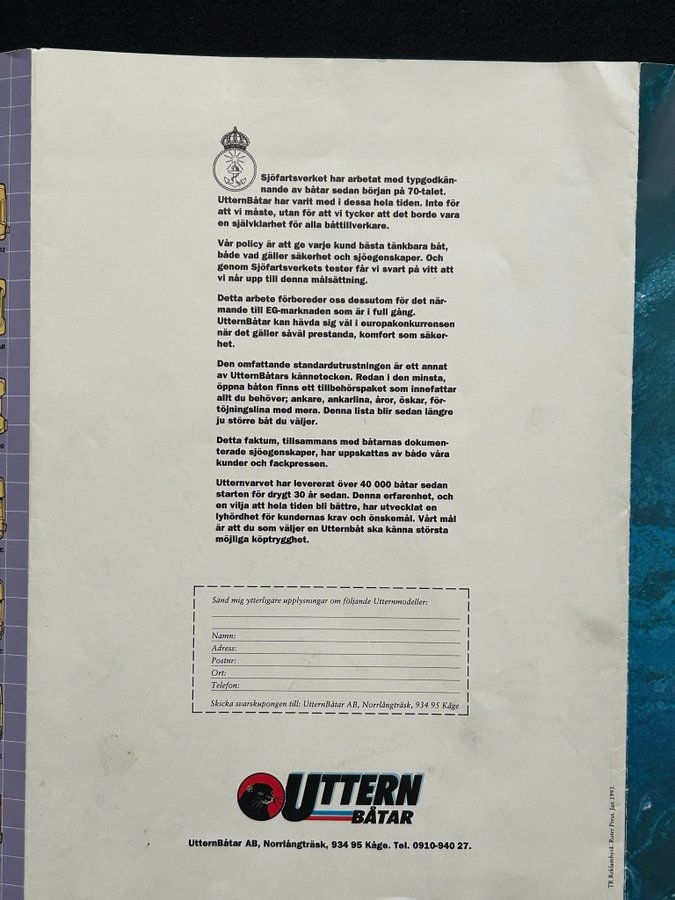 Sjöfartsverket har arbetat med typgodkän-
nande av båtar sedan början på 70-talet.
UtternBåtar har varit med i dessa hela tiden. Inte för
att vi måste, utan för att vi tycker att det borde vara
en självklarhet för alla båttillverkare.
Vår policy är att ge varje kund bästa tänkbara båt,
både vad gäller säkerhet och sjöegenskaper. Och
genom Sjöfartsverkets tester får vi svart på vitt att
vi når upp till denna målsättning.
Detta arbete förbereder oss dessutom för det när-
mande till EG-marknaden som är i full gång.
UtternBåtar kan hävda sig väl i europakonkurrensen
när det gäller såväl prestanda, komfort som säker-
het.
Den omfattande standardutrustningen är ett annat
av UtternBåtars kännetecken. Redan i den minsta,
öppna båten finns ett tillbehörspaket som innefattar
allt du behöver; ankare, ankarlina, åror, öskar, för-
töjningslina med mera. Denna lista blir sedan längre
ju större båt du väljer.
Detta faktum, tillsammans med båtarnas dokumen-
terade sjöegenskaper, har uppskattas av både våra
kunder och fackpressen.
Utternvarvet har levererat över 40 000 båtar sedan
starten för drygt 30 år sedan. Denna erfarenhet, och
en vilja att hela tiden bli bättre, har utvecklat en
lyhördhet för kundernas krav och önskemål. Vårt mål
är att du som väljer en Utternbåt ska känna största
möjliga köptrygghet.
Sänd mig ytterligare upplysningar om följande Utternmodeller:
Namn:
Adress:
Postnr:
Ort:
Telefon:
Skicka svarskupongen till: UtternBåtar AB, Norrlångträsk, 934 95 Kåge
UTTERN
BÅTAR
UtternBåtar AB, Norrlångträsk, 934 95 Kåge. Tel. 0910-940 27.
TR Reklambyrå. Roter Press. Jan 1993.